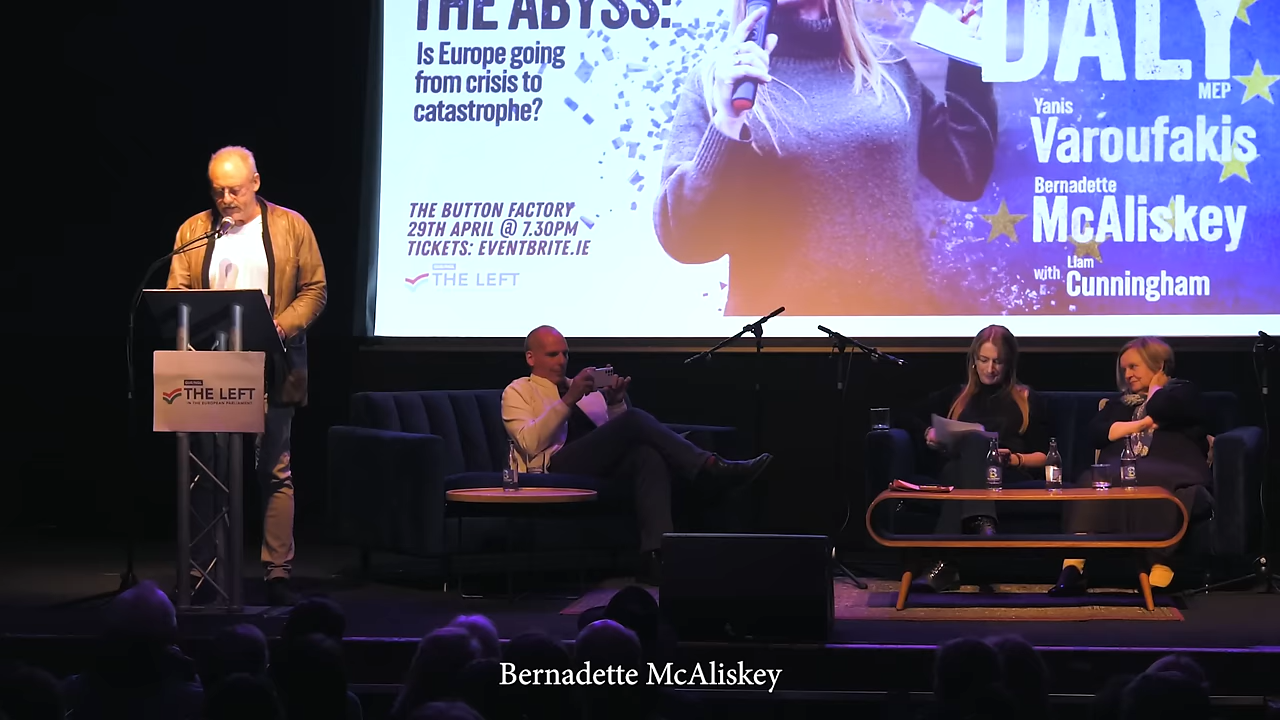 THE ABYSS:
Is Europe going
from crisis to
catastrophe?
THE BUTTON FACTORY
29TH APRIL @ 7.30PM
TICKETS: EVENTBRITE.IE
THE LEFT
DALY
MEP
Yanis
Varoufakis
Bernadette
McAliskey
Liam
with Cunningham
THE LEFT
IN THE EUROPEAN PARLIAMENT
Bernadette McAliskey